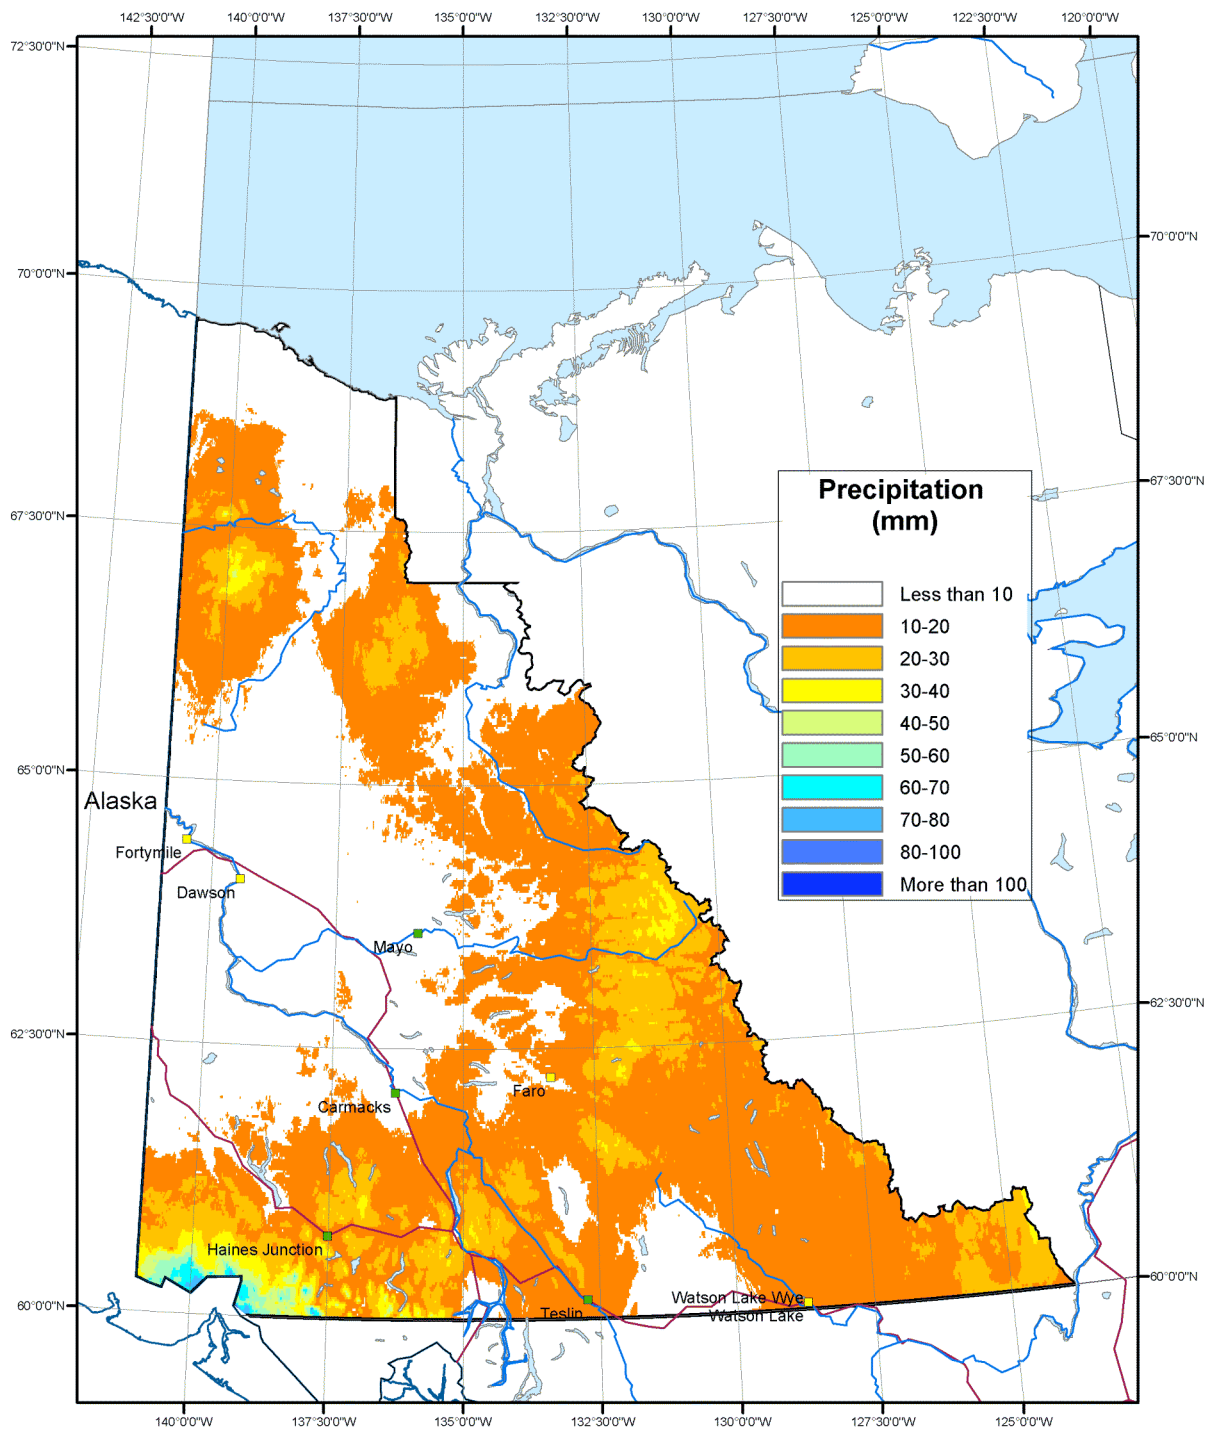 142°30'0"W 140°0'0"W 137°30'0"W 135°0'0"W 132°30'0"W 130°0'0"W 127°30'0"W 125°0'0"W 122°30'0"W 120°0'0"W
72°30'0"N
70°0'0"N
70°0'0"N
67°30'0"N
67°30'0"N
Precipitation
(mm)
Less than 10
10-20
20-30
30-40
40-50
50-60
60-70
70-80
80-100
More than 100
65°0'0"N
65°0'0"N
Alaska
Fortymile
Dawson
Mayo
62°30'0"N
62°30'0"N
Faro
Carmacks
Haines Junction
60°0'0"N
60°0'0"N
Watson Lake Wye
Teslin
Watson Lake
140°0'0"W 137°30'0"W 135°0'0"W 132°30'0"W 130°0'0"W 127°30'0"W 125°0'0"W